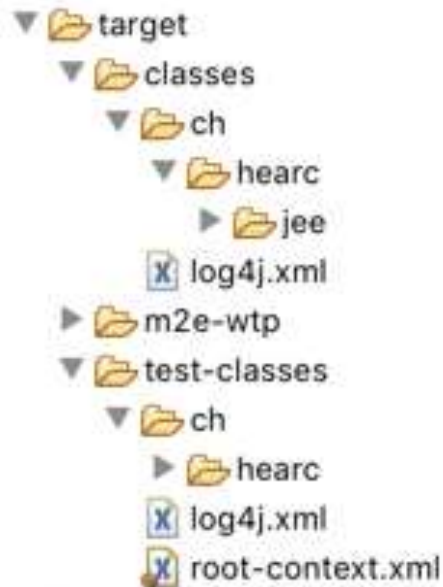 target
classes
ch
hearc
jee
log4j.xml
m2e-wtp
test-classes
ch
hearc
log4j.xml
root-context.xml